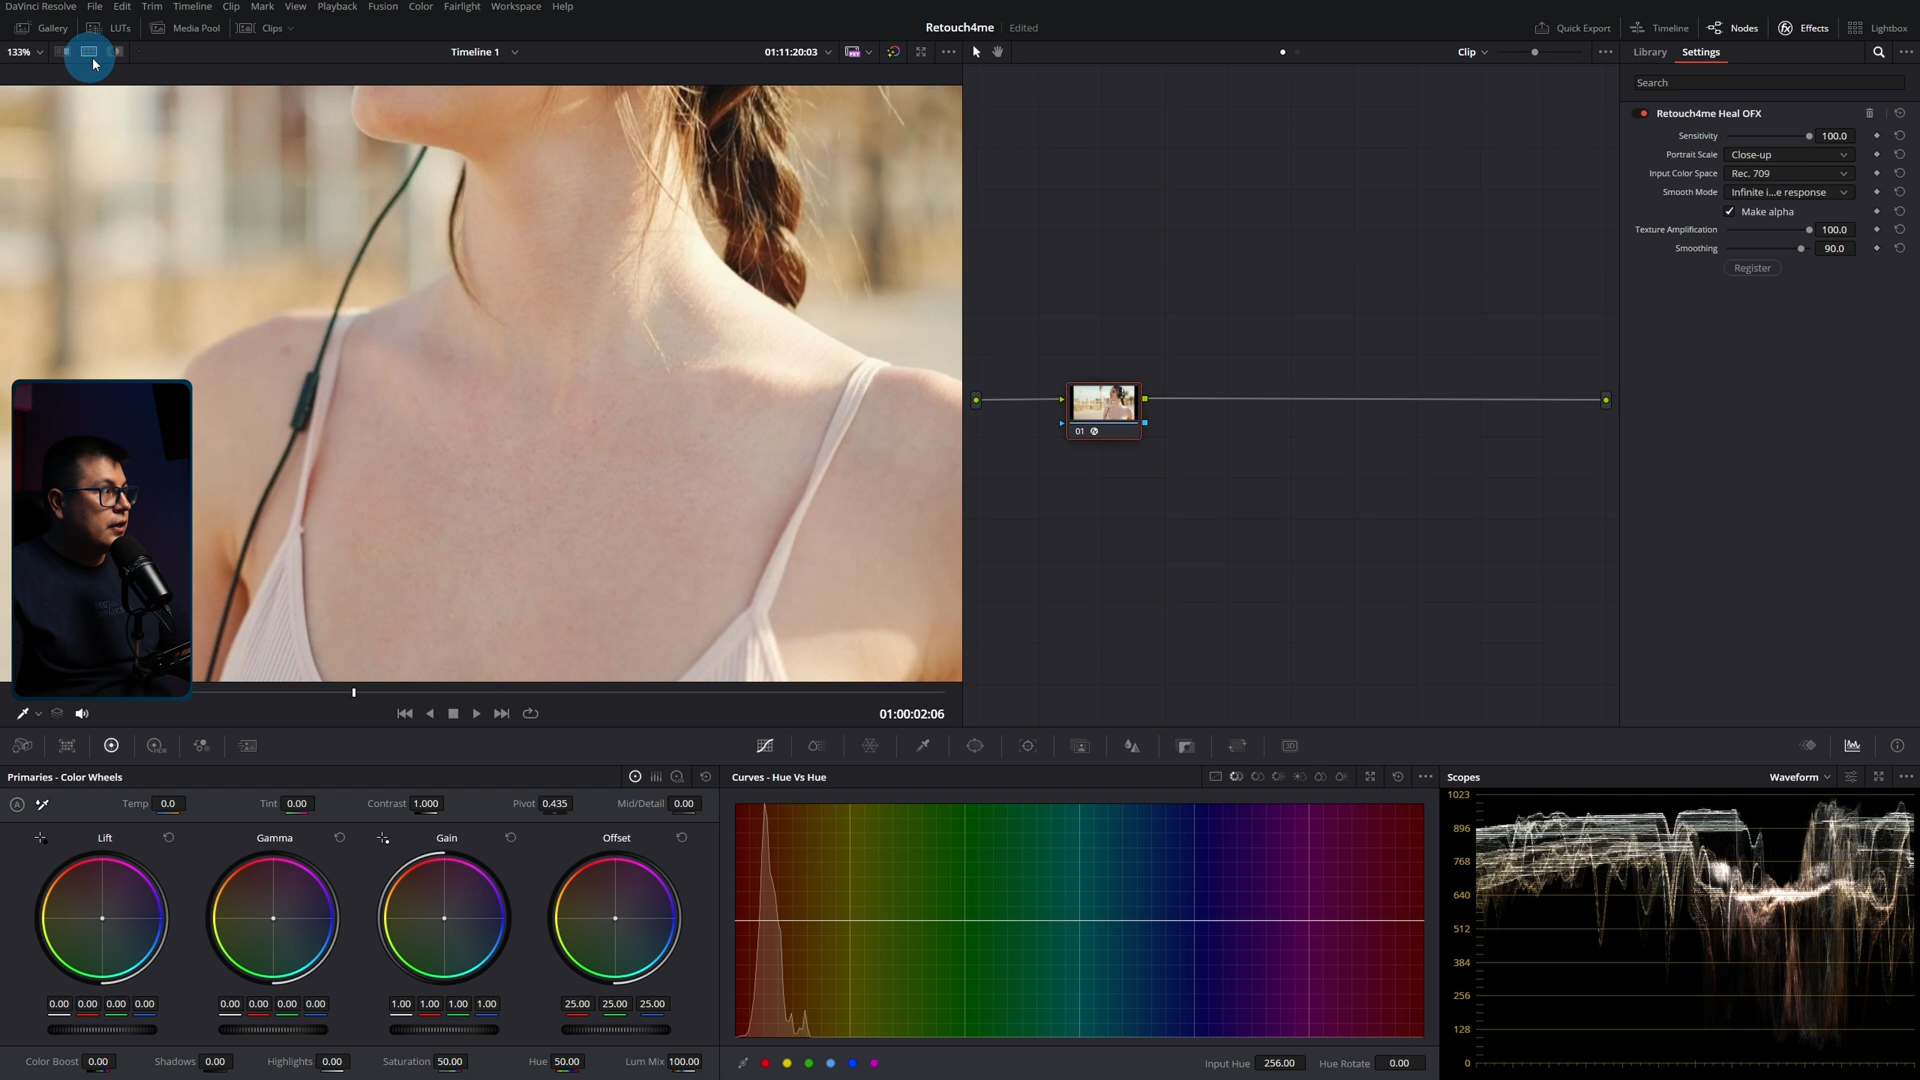 DaVinci Resolve File Edit Trim Timeline Clip Mark View Playback Fusion Color Fairlight Workspace Help
Gallery LUTs Media Pool Clips Retouch4me Edited Quick Export Timeline Nodes Effects Lightbox
133% Timeline 1 01:11:20:03 Clip Library Settings
Search
Retouch4me Heal OFX
Sensitivity 100.0
Portrait Scale Close-up
Input Color Space Rec. 709
Smooth Mode Infinite i...e response
Make alpha
Texture Amplification 100.0
Smoothing 90.0
Register
01
01:00:02:06
Primaries - Color Wheels Curves - Hue Vs Hue Scopes Waveform
Temp 0.0 Tint 0.00 Contrast 1.000 Pivot 0.435 Mid/Detail 0.00
Lift Gamma Gain Offset
0.00 0.00 0.00 0.00 0.00 0.00 0.00 0.00 1.00 1.00 1.00 1.00 25.00 25.00 25.00
Color Boost 0.00 Shadows 0.00 Highlights 0.00 Saturation 50.00 Hue 50.00 Lum Mix 100.00
Input Hue 256.00 Hue Rotate 0.00
1023
896
768
640
512
384
256
128
0